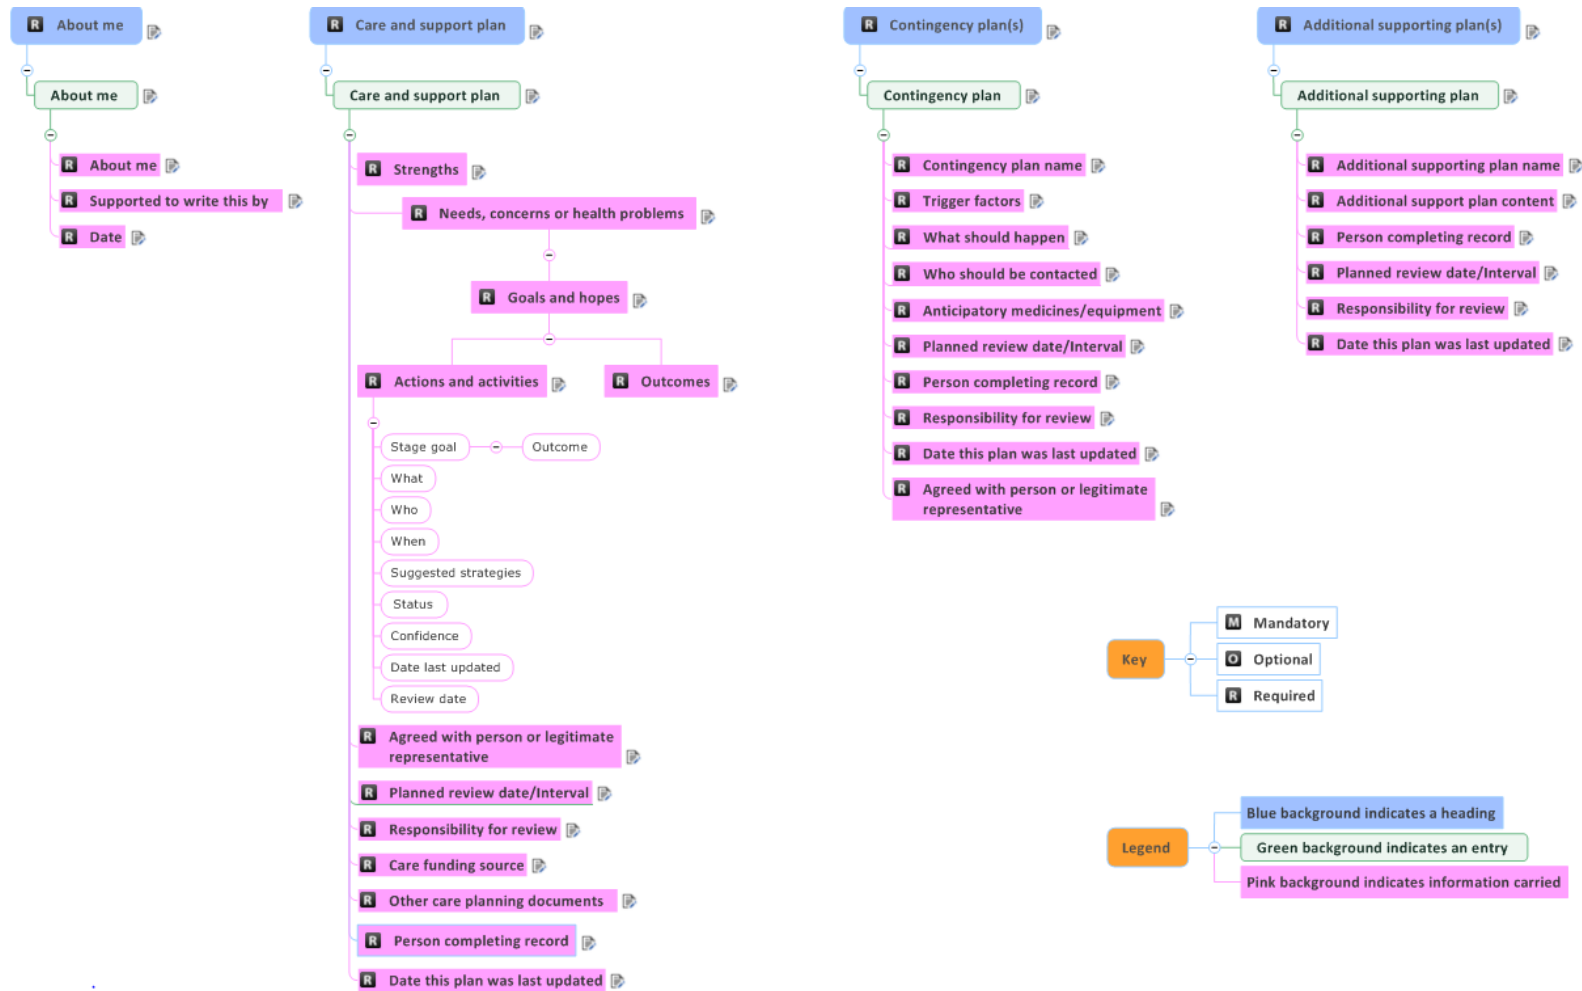 R About me
About me
R About me
R Supported to write this by
R Date
R Care and support plan
Care and support plan
R Strengths
R Needs, concerns or health problems
R Goals and hopes
R Actions and activities
R Outcomes
Stage goal
Outcome
What
Who
When
Suggested strategies
Status
Confidence
Date last updated
Review date
R Agreed with person or legitimate
representative
R Planned review date/Interval
R Responsibility for review
R Care funding source
R Other care planning documents
R Person completing record
R Date this plan was last updated
R Contingency plan(s)
Contingency plan
R Contingency plan name
R Trigger factors
R What should happen
R Who should be contacted
R Anticipatory medicines/equipment
R Planned review date/Interval
R Person completing record
R Responsibility for review
R Date this plan was last updated
R Agreed with person or legitimate
representative
R Additional supporting plan(s)
Additional supporting plan
R Additional supporting plan name
R Additional support plan content
R Person completing record
R Planned review date/Interval
R Responsibility for review
R Date this plan was last updated
Key
M Mandatory
O Optional
R Required
Legend
Blue background indicates a heading
Green background indicates an entry
Pink background indicates information carried